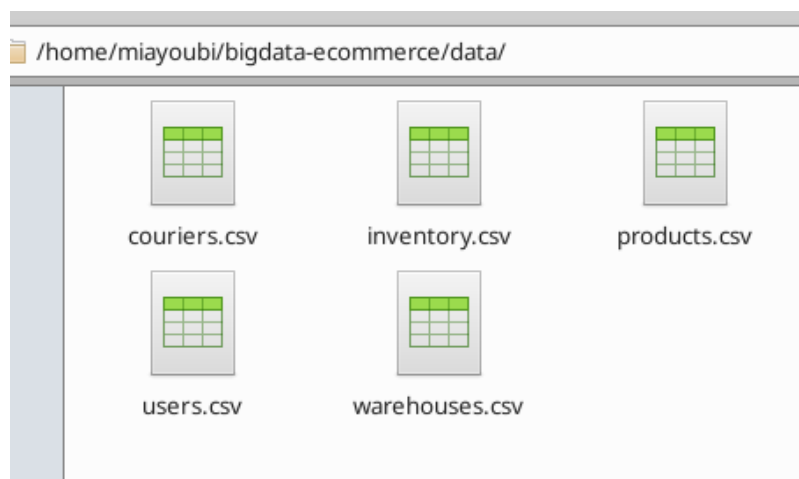 /home/miayoubi/bigdata-ecommerce/data/
couriers.csv inventory.csv products.csv
users.csv warehouses.csv